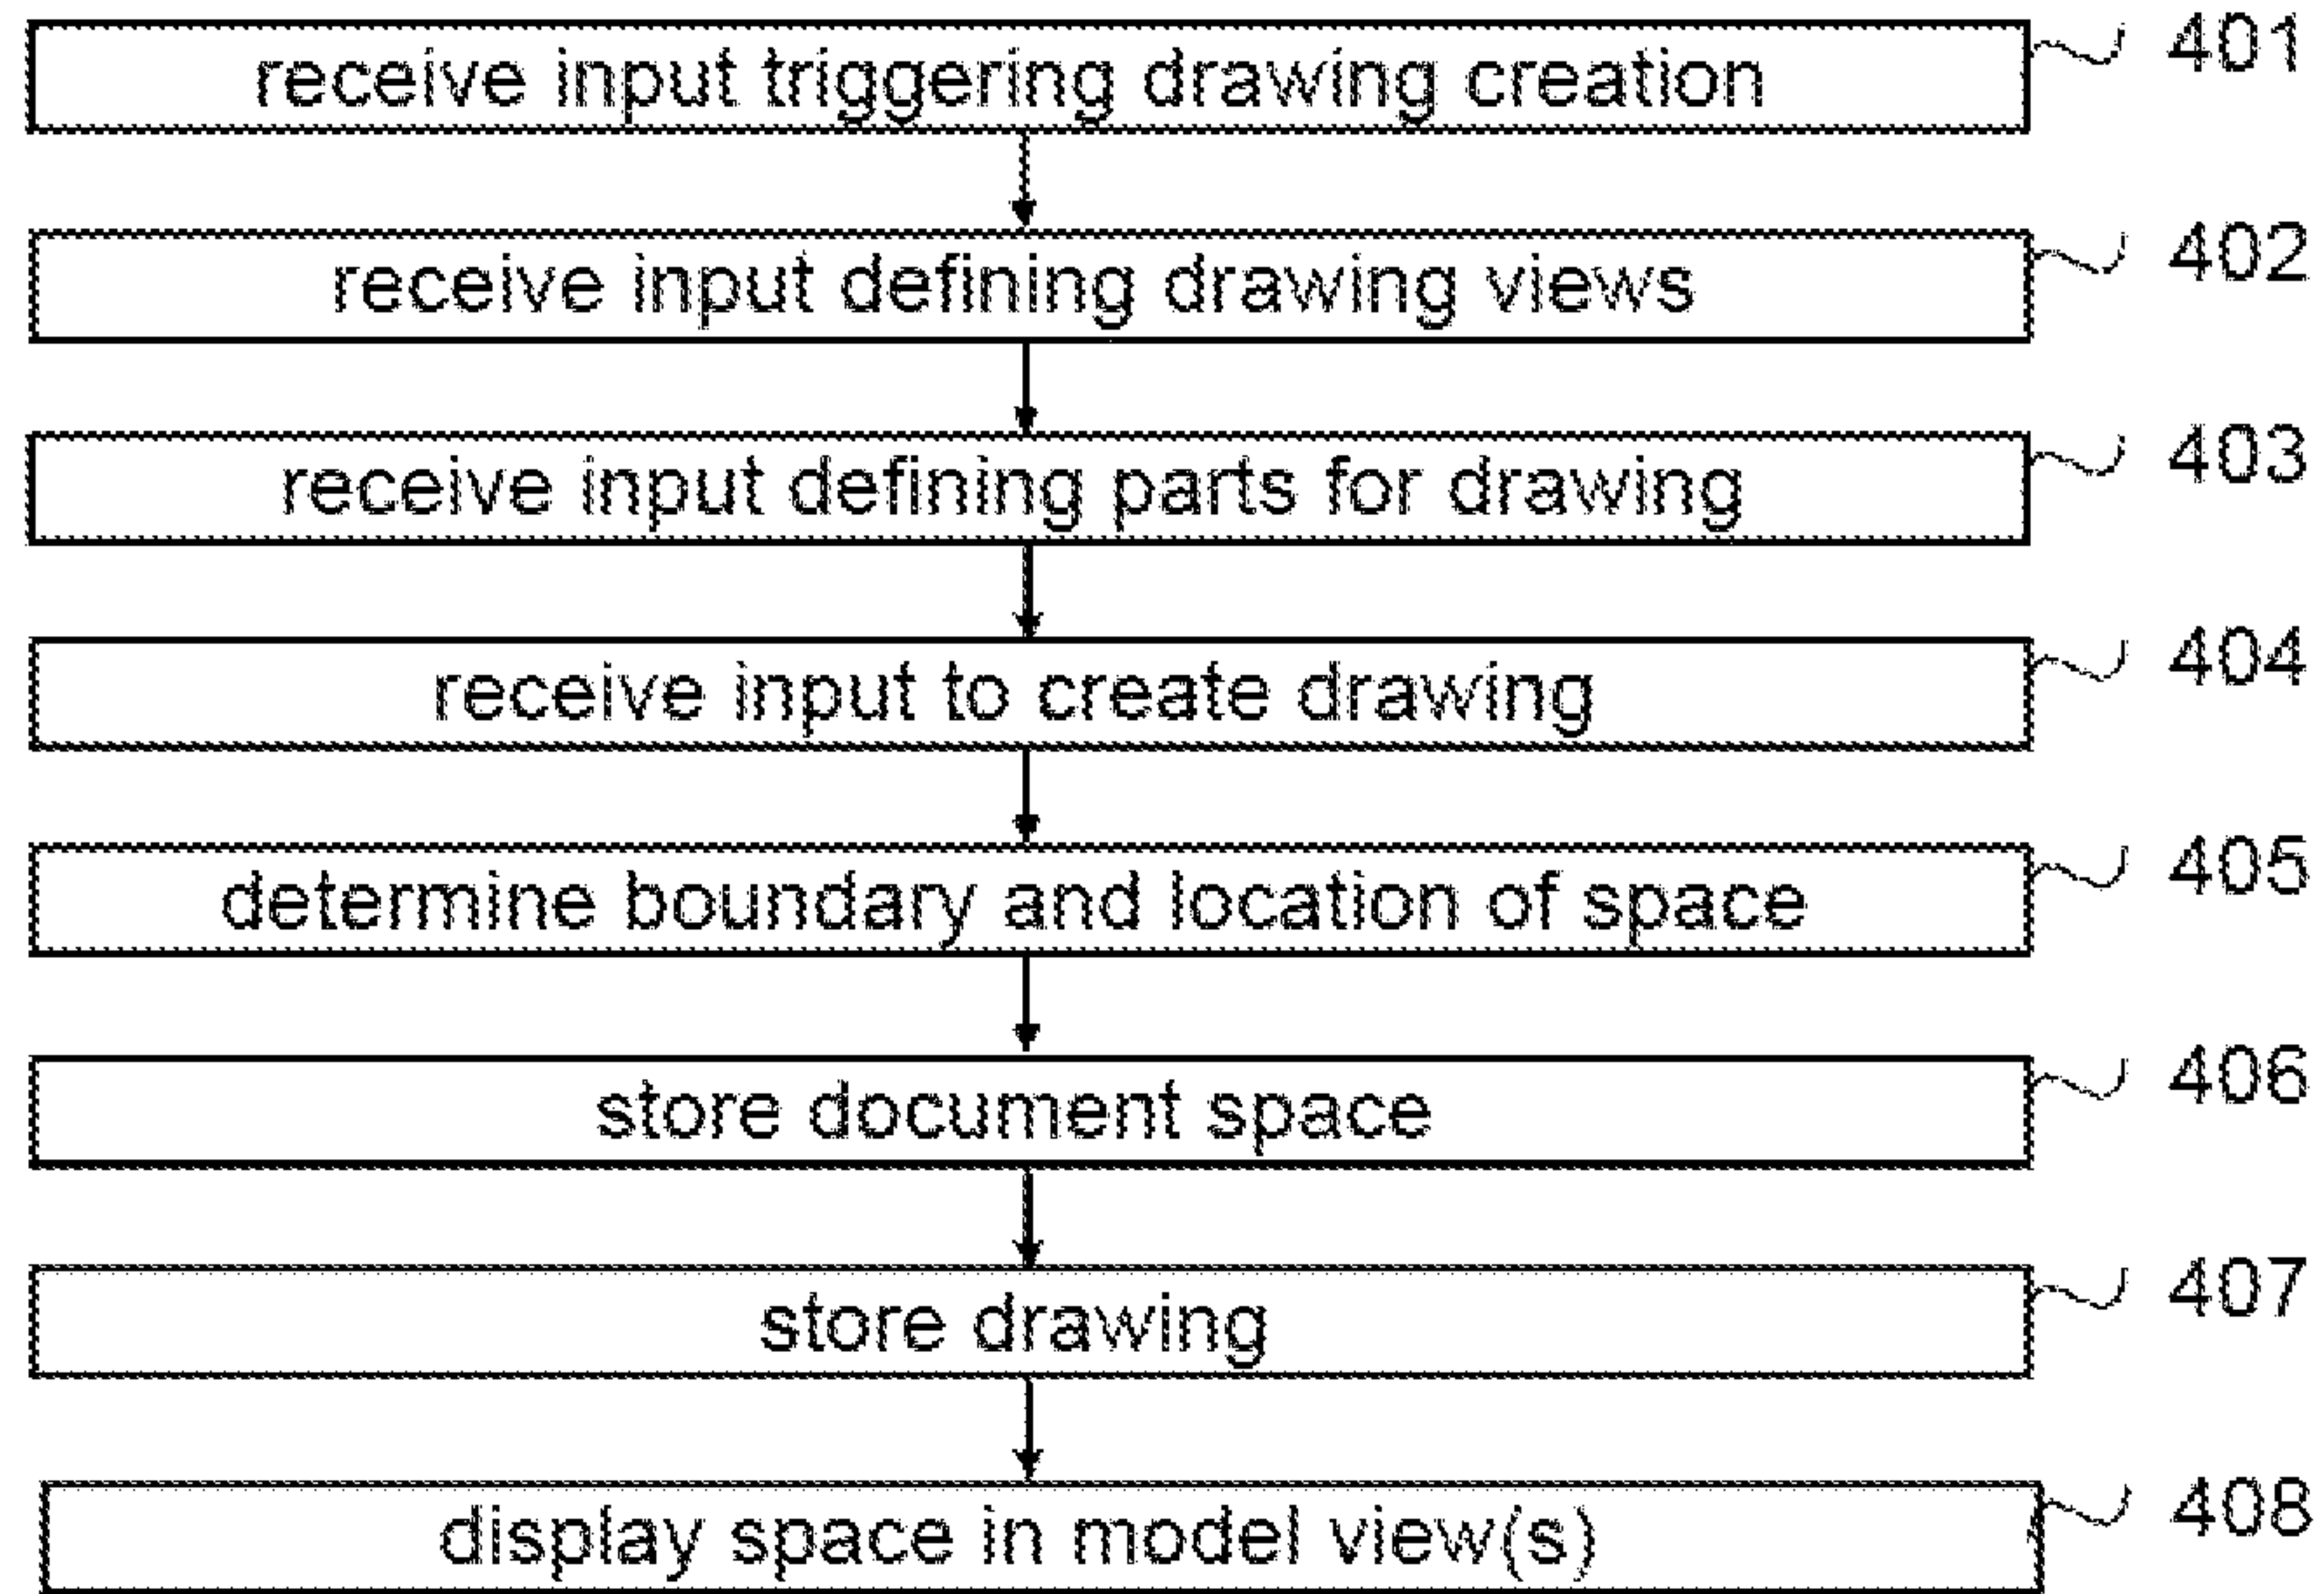 receive input triggering drawing creation 401
receive input defining drawing views 402
receive input defining parts for drawing 403
receive input to create drawing 404
determine boundary and location of space 405
store document space 406
store drawing 407
display space in model view(s) 408